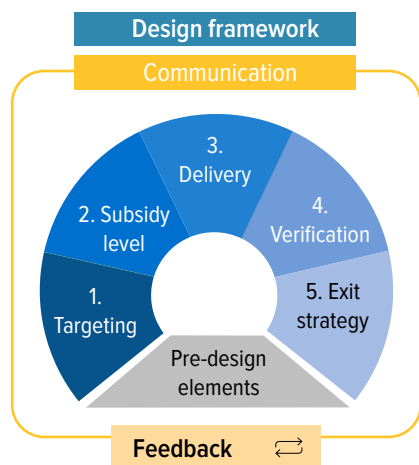 Design framework
Communication
1.
Targeting
2. Subsidy
level
3.
Delivery
4.
Verification
5. Exit
strategy
Pre-design
elements
Feedback